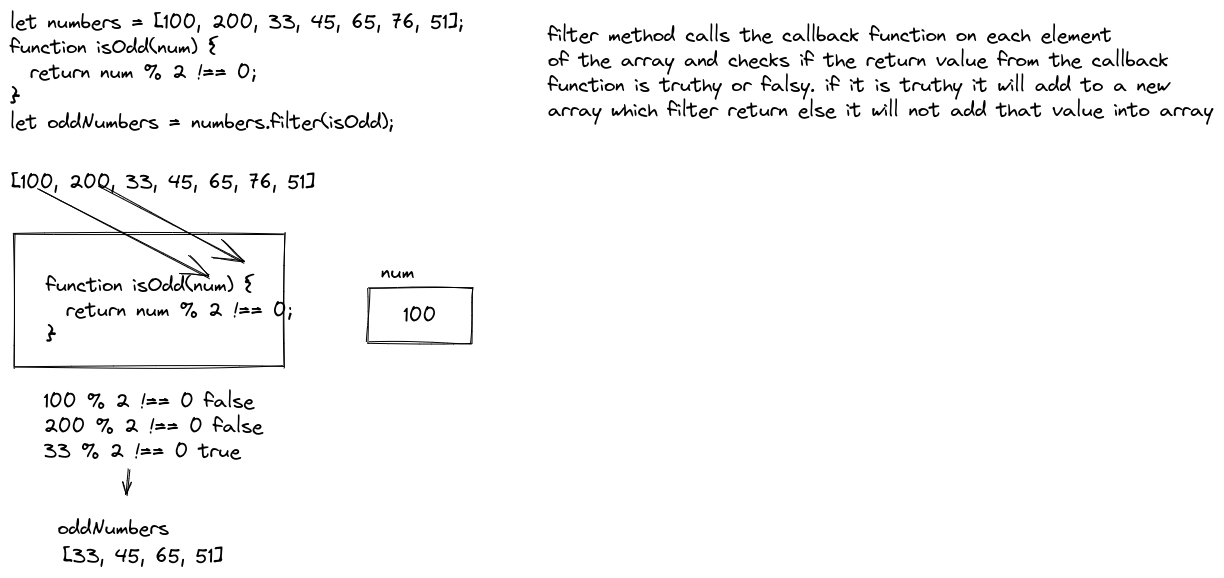 let numbers = [100, 200, 33, 45, 65, 76, 51];
function isOdd(num) {
  return num % 2 !== 0;
}
let oddNumbers = numbers.filter(isOdd);
filter method calls the callback function on each element
of the array and checks if the return value from the callback
function is truthy or falsy. if it is truthy it will add to a new
array which filter return else it will not add that value into array
[100, 200, 33, 45, 65, 76, 51]
function isOdd(num) {
  return num % 2 !== 0;
}
num
100
100 % 2 !== 0 false
200 % 2 !== 0 false
33 % 2 !== 0 true
oddNumbers
[33, 45, 65, 51]